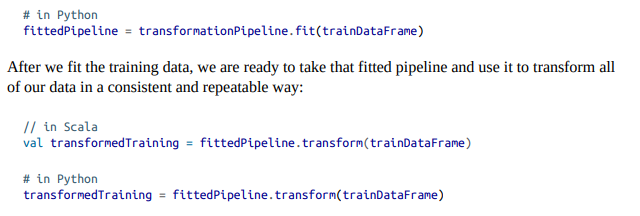 # in Python
fittedPipeline = transformationPipeline.fit(trainDataFrame)
After we fit the training data, we are ready to take that fitted pipeline and use it to transform all
of our data in a consistent and repeatable way:
// in Scala
val transformedTraining = fittedPipeline.transform(trainDataFrame)
# in Python
transformedTraining = fittedPipeline.transform(trainDataFrame)